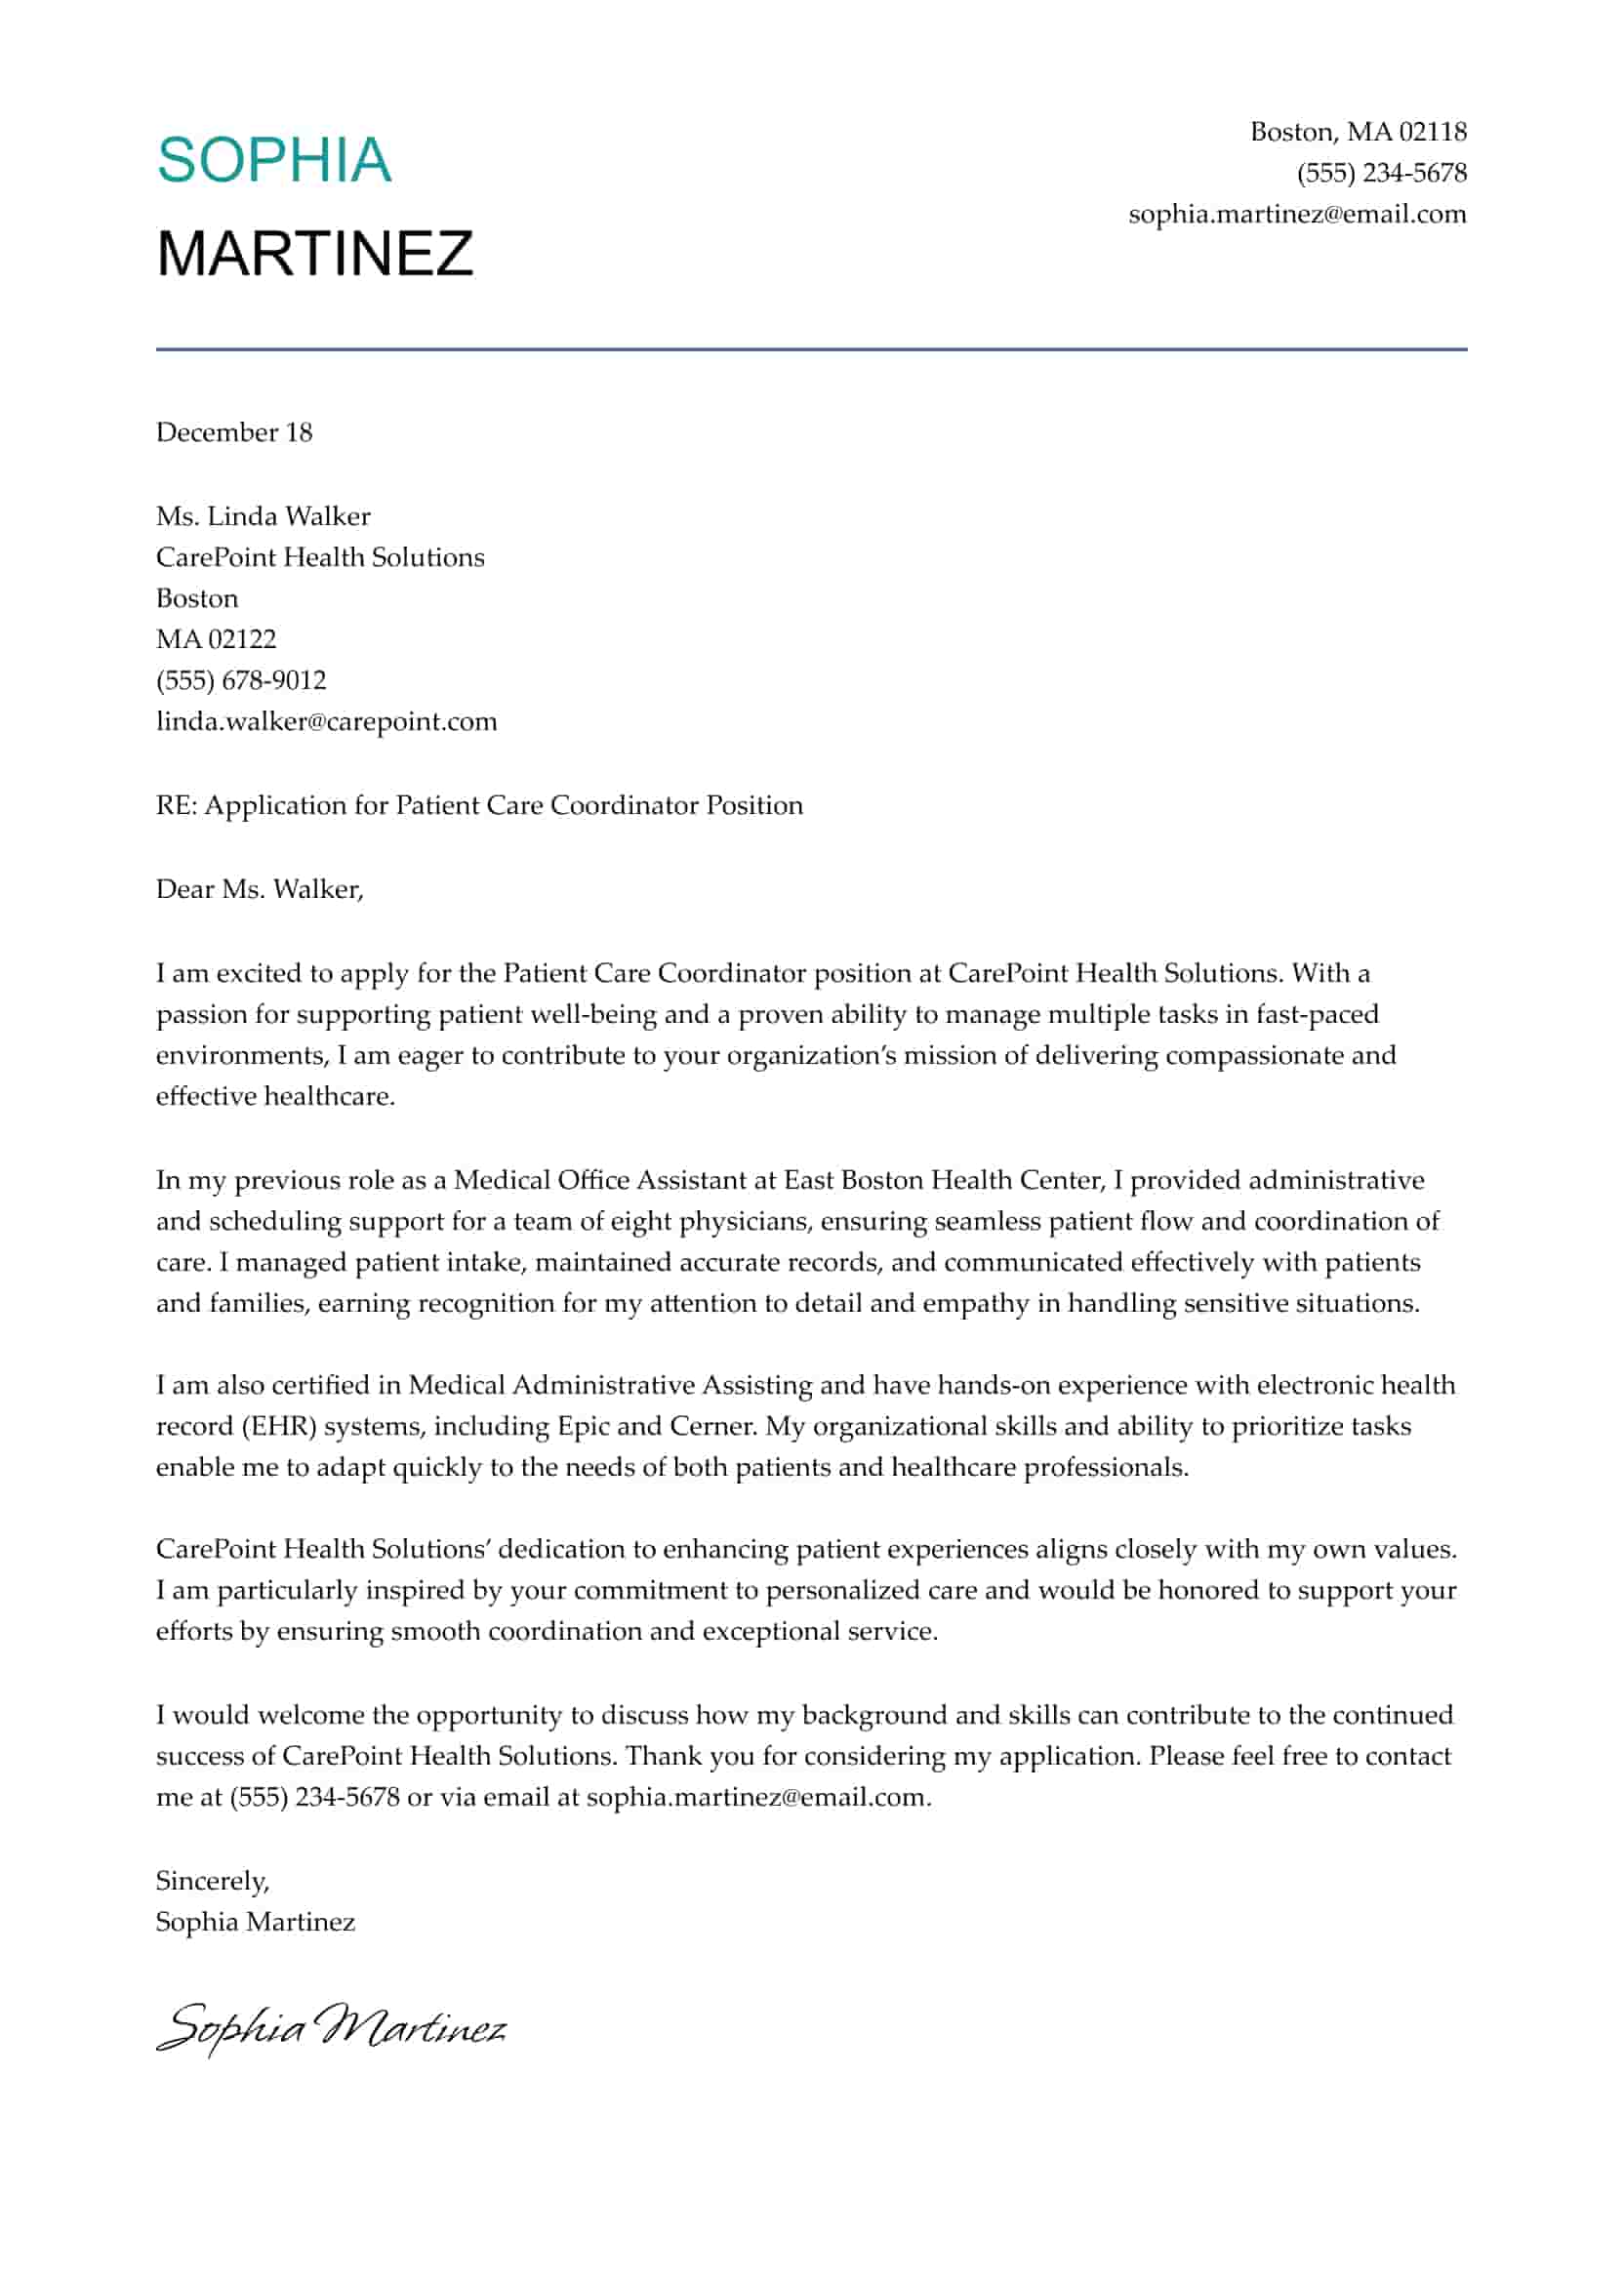 SOPHIA
MARTINEZ
Boston, MA 02118
(555) 234-5678
sophia.martinez@email.com
December 18
Ms. Linda Walker
CarePoint Health Solutions
Boston
MA 02122
(555) 678-9012
linda.walker@carepoint.com
RE: Application for Patient Care Coordinator Position
Dear Ms. Walker,
I am excited to apply for the Patient Care Coordinator position at CarePoint Health Solutions. With a
passion for supporting patient well-being and a proven ability to manage multiple tasks in fast-paced
environments, I am eager to contribute to your organization’s mission of delivering compassionate and
effective healthcare.
In my previous role as a Medical Office Assistant at East Boston Health Center, I provided administrative
and scheduling support for a team of eight physicians, ensuring seamless patient flow and coordination of
care. I managed patient intake, maintained accurate records, and communicated effectively with patients
and families, earning recognition for my attention to detail and empathy in handling sensitive situations.
I am also certified in Medical Administrative Assisting and have hands-on experience with electronic health
record (EHR) systems, including Epic and Cerner. My organizational skills and ability to prioritize tasks
enable me to adapt quickly to the needs of both patients and healthcare professionals.
CarePoint Health Solutions’ dedication to enhancing patient experiences aligns closely with my own values.
I am particularly inspired by your commitment to personalized care and would be honored to support your
efforts by ensuring smooth coordination and exceptional service.
I would welcome the opportunity to discuss how my background and skills can contribute to the continued
success of CarePoint Health Solutions. Thank you for considering my application. Please feel free to contact
me at (555) 234-5678 or via email at sophia.martinez@email.com.
Sincerely,
Sophia Martinez
Sophia Martinez